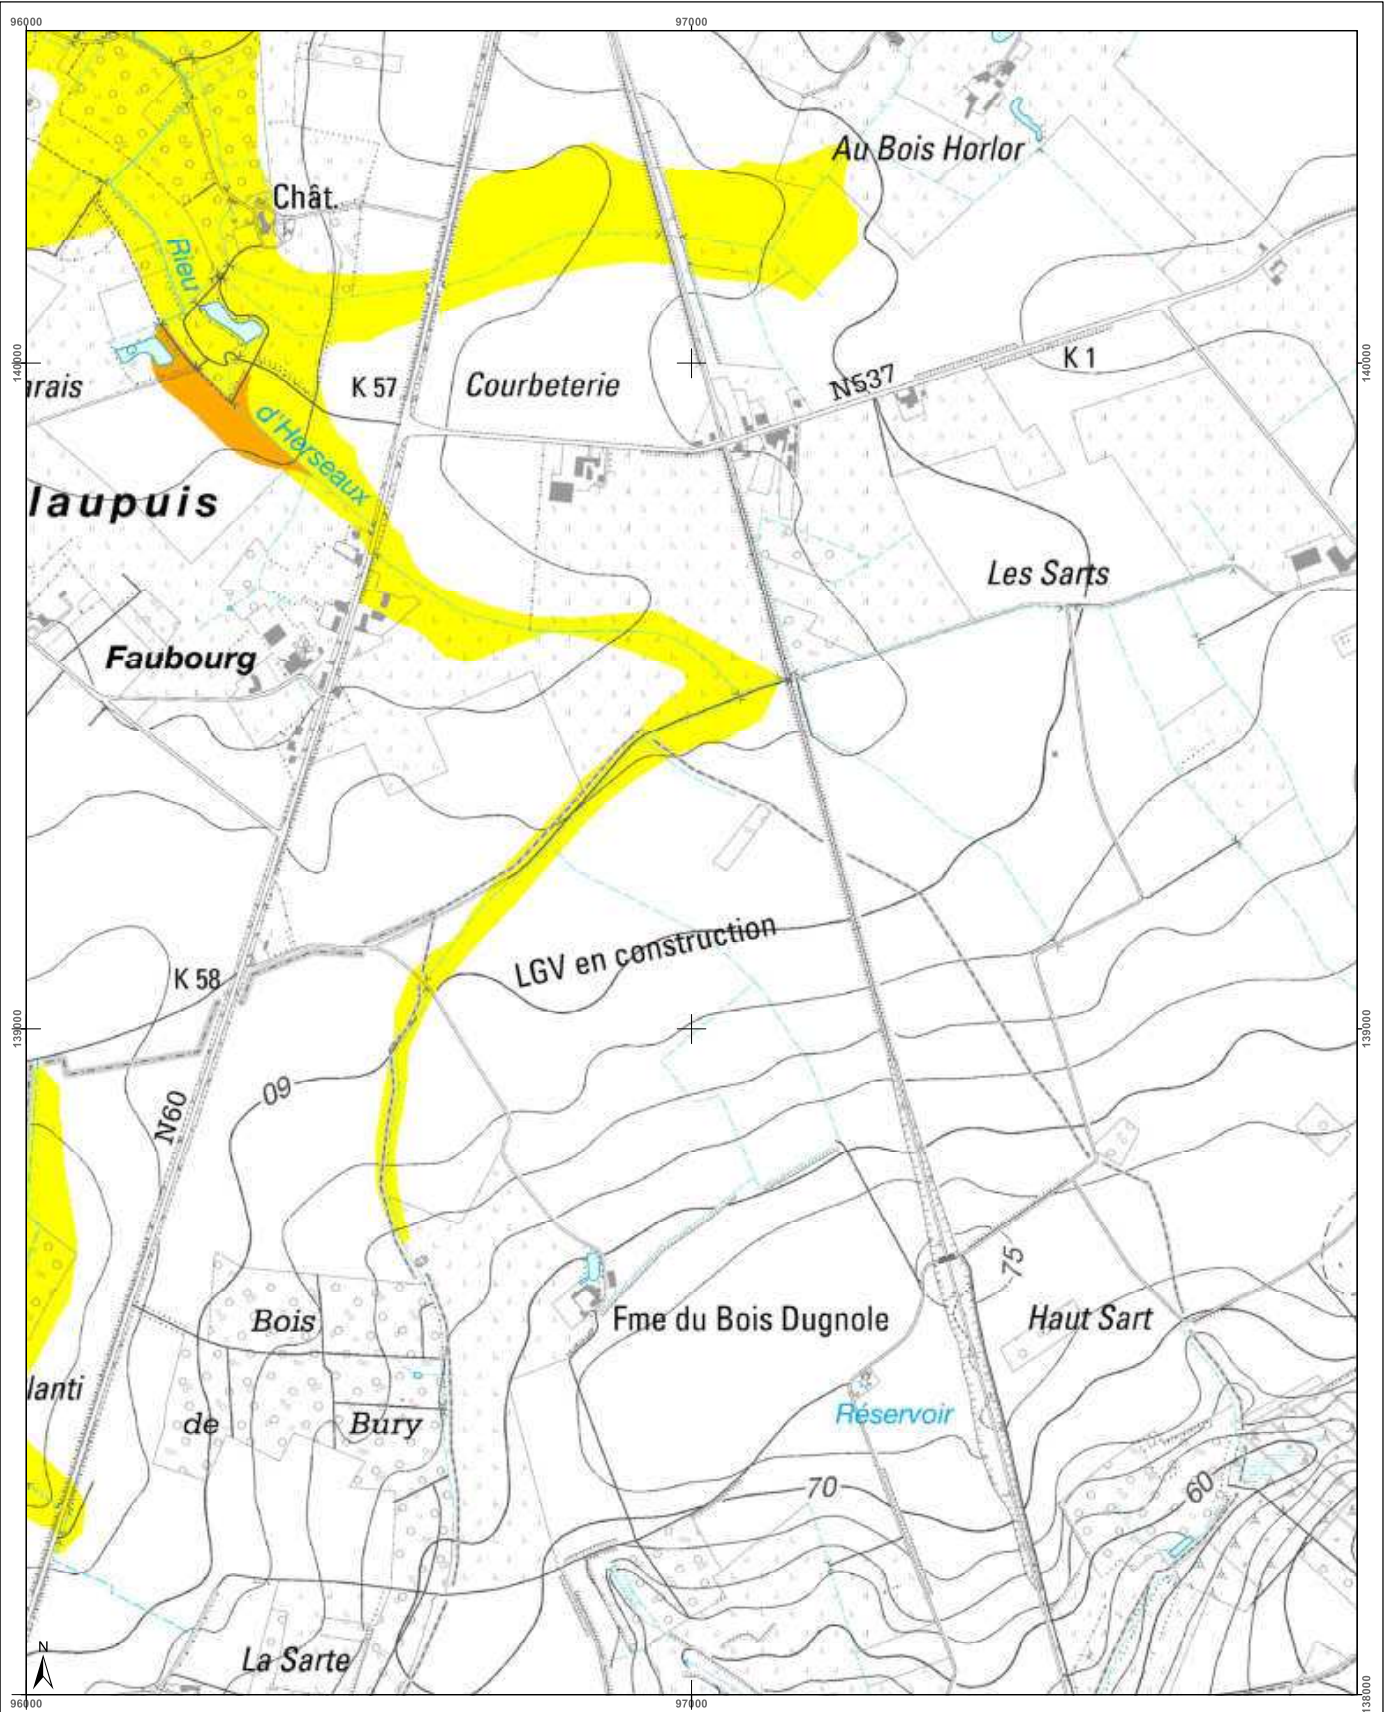 96000
97000
Au Bois Horlor
Chât.
Rieu
140000
140000
K 1
arais
K 57
Courbeterie
N537
d'Herseaux
laupuis
Les Sarts
Faubourg
LGV en construction
K 58
139000
139000
09
N60
75
Bois
Fme du Bois Dugnole
Haut Sart
lanti
de
Bury
Réservoir
70
60
N
La Sarte
96000
97000
138000